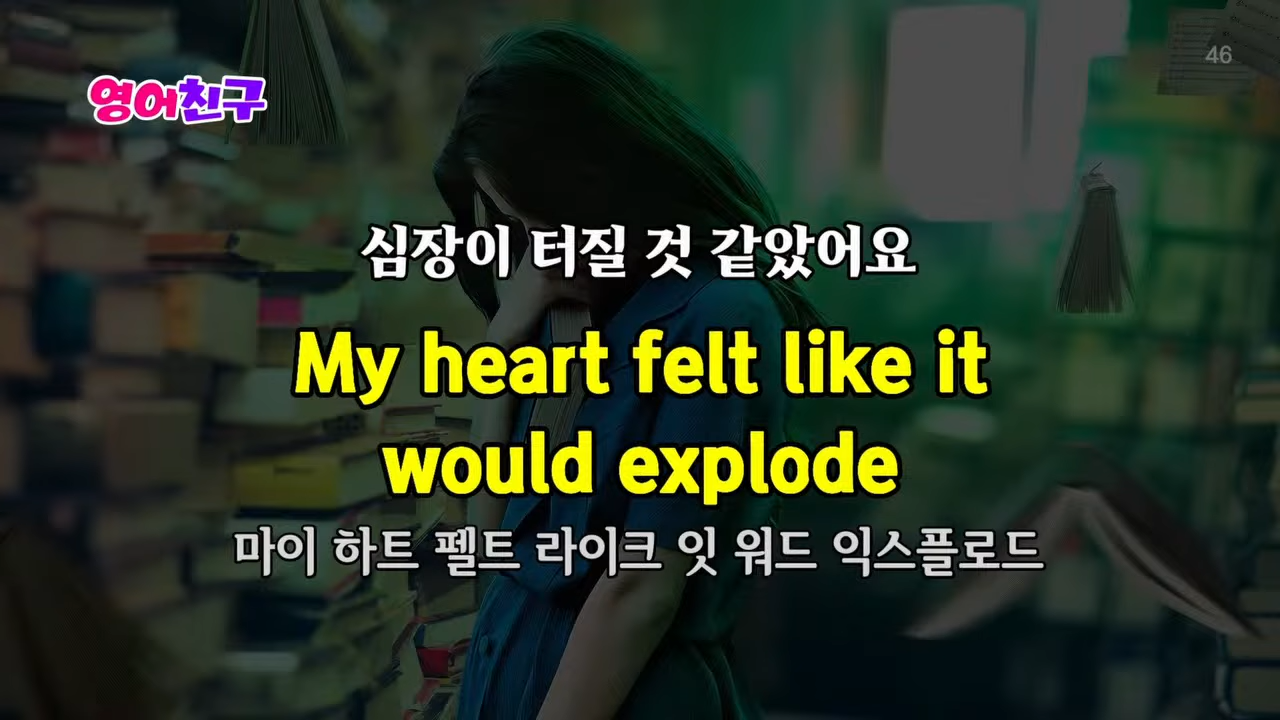 46
영어친구
심장이 터질 것 같았어요
My heart felt like it
would explode
마이 하트 펠트 라이크 잇 워드 익스플로드